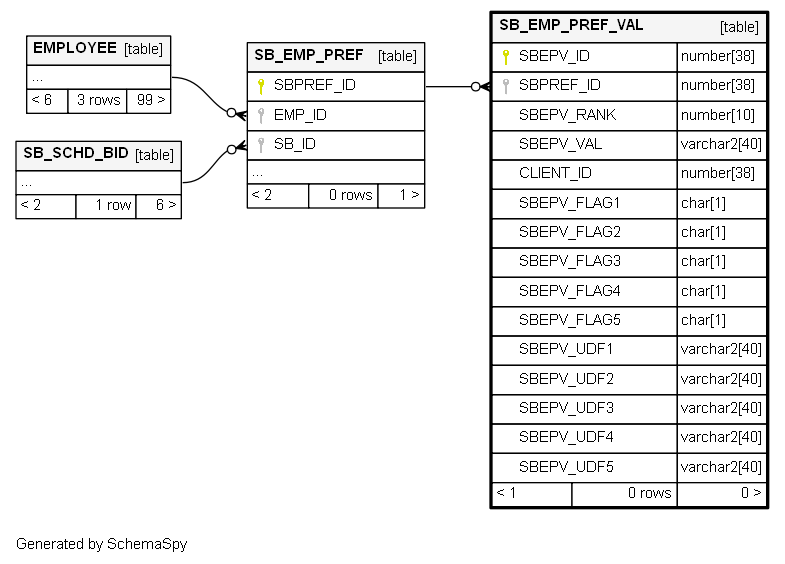 EMPLOYEE [table]
...
< 6 3 rows 99 >
SB_SCHD_BID [table]
...
< 2 1 row 6 >
SB_EMP_PREF [table]
SBPREF_ID
EMP_ID
SB_ID
...
< 2 0 rows 1 >
SB_EMP_PREF_VAL [table]
SBEPV_ID number[38]
SBPREF_ID number[38]
SBEPV_RANK number[10]
SBEPV_VAL varchar2[40]
CLIENT_ID number[38]
SBEPV_FLAG1 char[1]
SBEPV_FLAG2 char[1]
SBEPV_FLAG3 char[1]
SBEPV_FLAG4 char[1]
SBEPV_FLAG5 char[1]
SBEPV_UDF1 varchar2[40]
SBEPV_UDF2 varchar2[40]
SBEPV_UDF3 varchar2[40]
SBEPV_UDF4 varchar2[40]
SBEPV_UDF5 varchar2[40]
< 1 0 rows 0 >
Generated by SchemaSpy